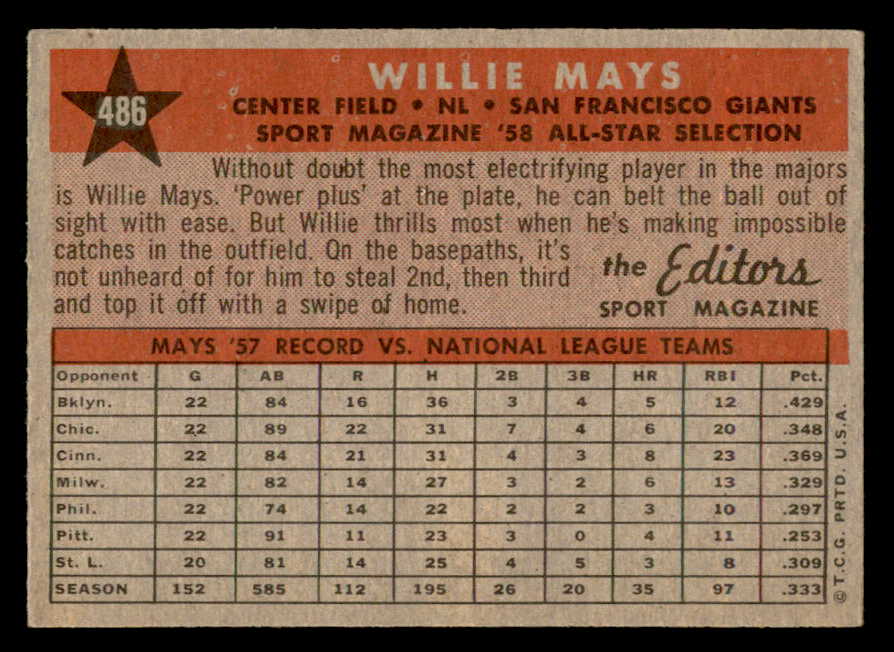 486
WILLIE MAYS
CENTER FIELD • NL • SAN FRANCISCO GIANTS
SPORT MAGAZINE '58 ALL-STAR SELECTION
Without doubt the most electrifying player in the majors
is Willie Mays. 'Power plus' at the plate, he can belt the ball out of
sight with ease. But Willie thrills most when he's making impossible
catches in the outfield. On the basepaths, it's
not unheard of for him to steal 2nd, then third
and top it off with a swipe of home.
the Editors
SPORT MAGAZINE
MAYS '57 RECORD VS. NATIONAL LEAGUE TEAMS
Opponent G AB R H 2B 3B HR RBI Pct.
Bklyn. 22 84 16 36 3 4 5 12 .429
Chic. 22 89 22 31 7 4 6 20 .348
Cinn. 22 84 21 31 4 3 8 23 .369
Milw. 22 82 14 27 3 2 6 13 .329
Phil. 22 74 14 22 2 2 3 10 .297
Pitt. 22 91 11 23 3 0 4 11 .253
St. L. 20 81 14 25 4 5 3 8 .309
SEASON 152 585 112 195 26 20 35 97 .333
© T.C.G. PRTD. U.S.A.